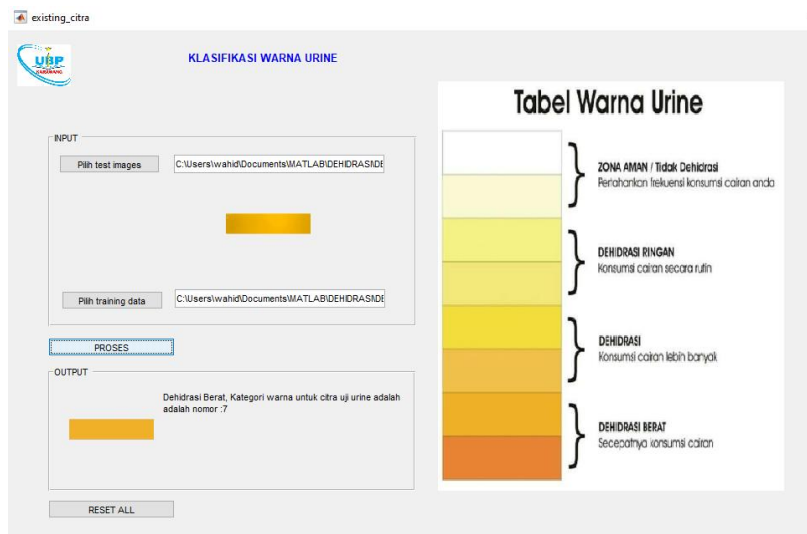 existing_citra
UBP
KARAWANG
KLASIFIKASI WARNA URINE
INPUT
Pilih test images
C:\Users\wahid\Documents\MATLAB\DEHIDRASI\DE
Pilih training data
C:\Users\wahid\Documents\MATLAB\DEHIDRASI\DE
PROSES
OUTPUT
Dehidrasi Berat, Kategori warna untuk citra uji urine adalah
adalah nomor :7
RESET ALL
Tabel Warna Urine
ZONA AMAN / Tidak Dehidrasi
Pertahankan frekuensi konsumsi cairan anda
DEHIDRASI RINGAN
Konsumsi cairan secara rutin
DEHIDRASI
Konsumsi cairan lebih banyak
DEHIDRASI BERAT
Secepatnya konsumsi cairan